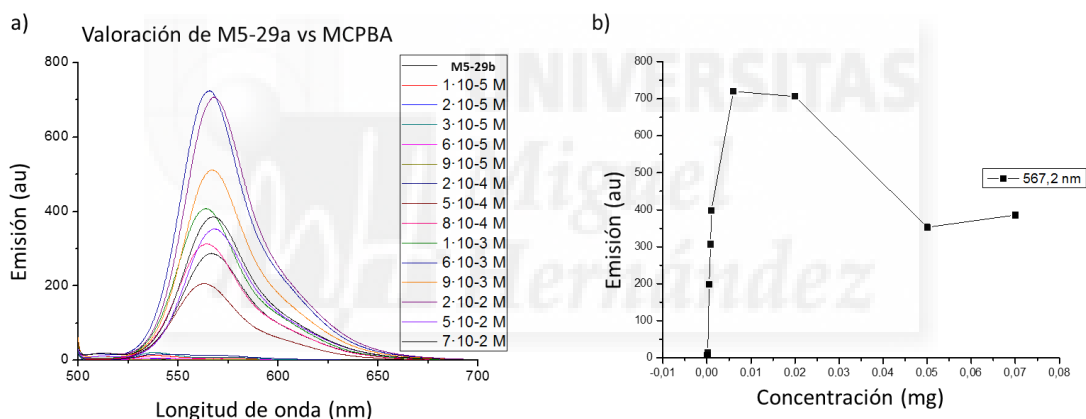 a)
Valoración de M5-29a vs MCPBA
800
600
400
200
0
500
550
600
650
700
Emisión (au)
Longitud de onda (nm)
M5-29b
1·10-5 M
2·10-5 M
3·10-5 M
6·10-5 M
9·10-5 M
2·10-4 M
5·10-4 M
8·10-4 M
1·10-3 M
6·10-3 M
9·10-3 M
2·10-2 M
5·10-2 M
7·10-2 M
b)
800
700
600
500
400
300
200
100
0
-0,01
0,00
0,01
0,02
0,03
0,04
0,05
0,06
0,07
0,08
Emisión (au)
Concentración (mg)
567,2 nm
UNIVERSITAS
Miguel
Hernández